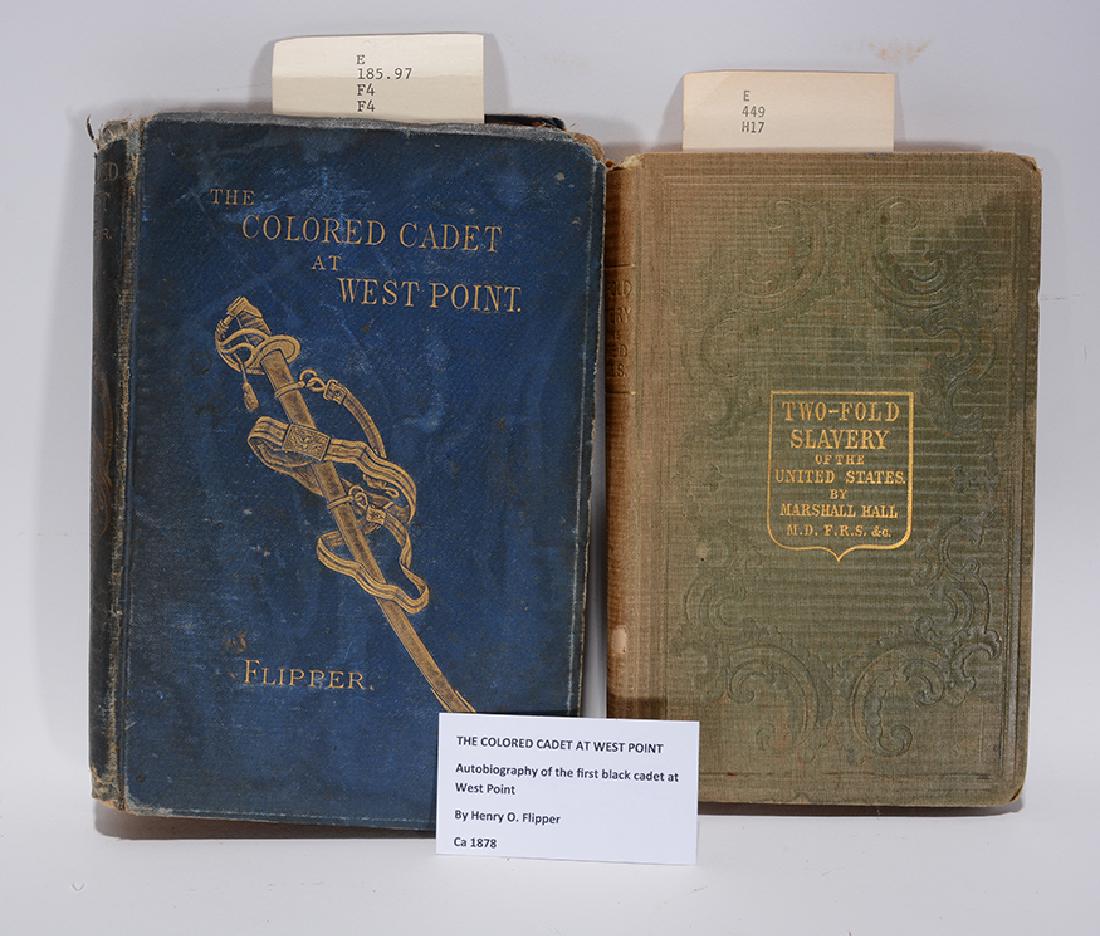 E
185.97
F4
F4
E
449
H17
THE
COLORED CADET
AT
WEST POINT.
FLIPPER.
TWO-FOLD
SLAVERY
OF THE
UNITED STATES.
BY
MARSHALL HALL
M.D. F.R.S. &c.
THE COLORED CADET AT WEST POINT
Autobiography of the first black cadet at
West Point
By Henry O. Flipper
Ca 1878